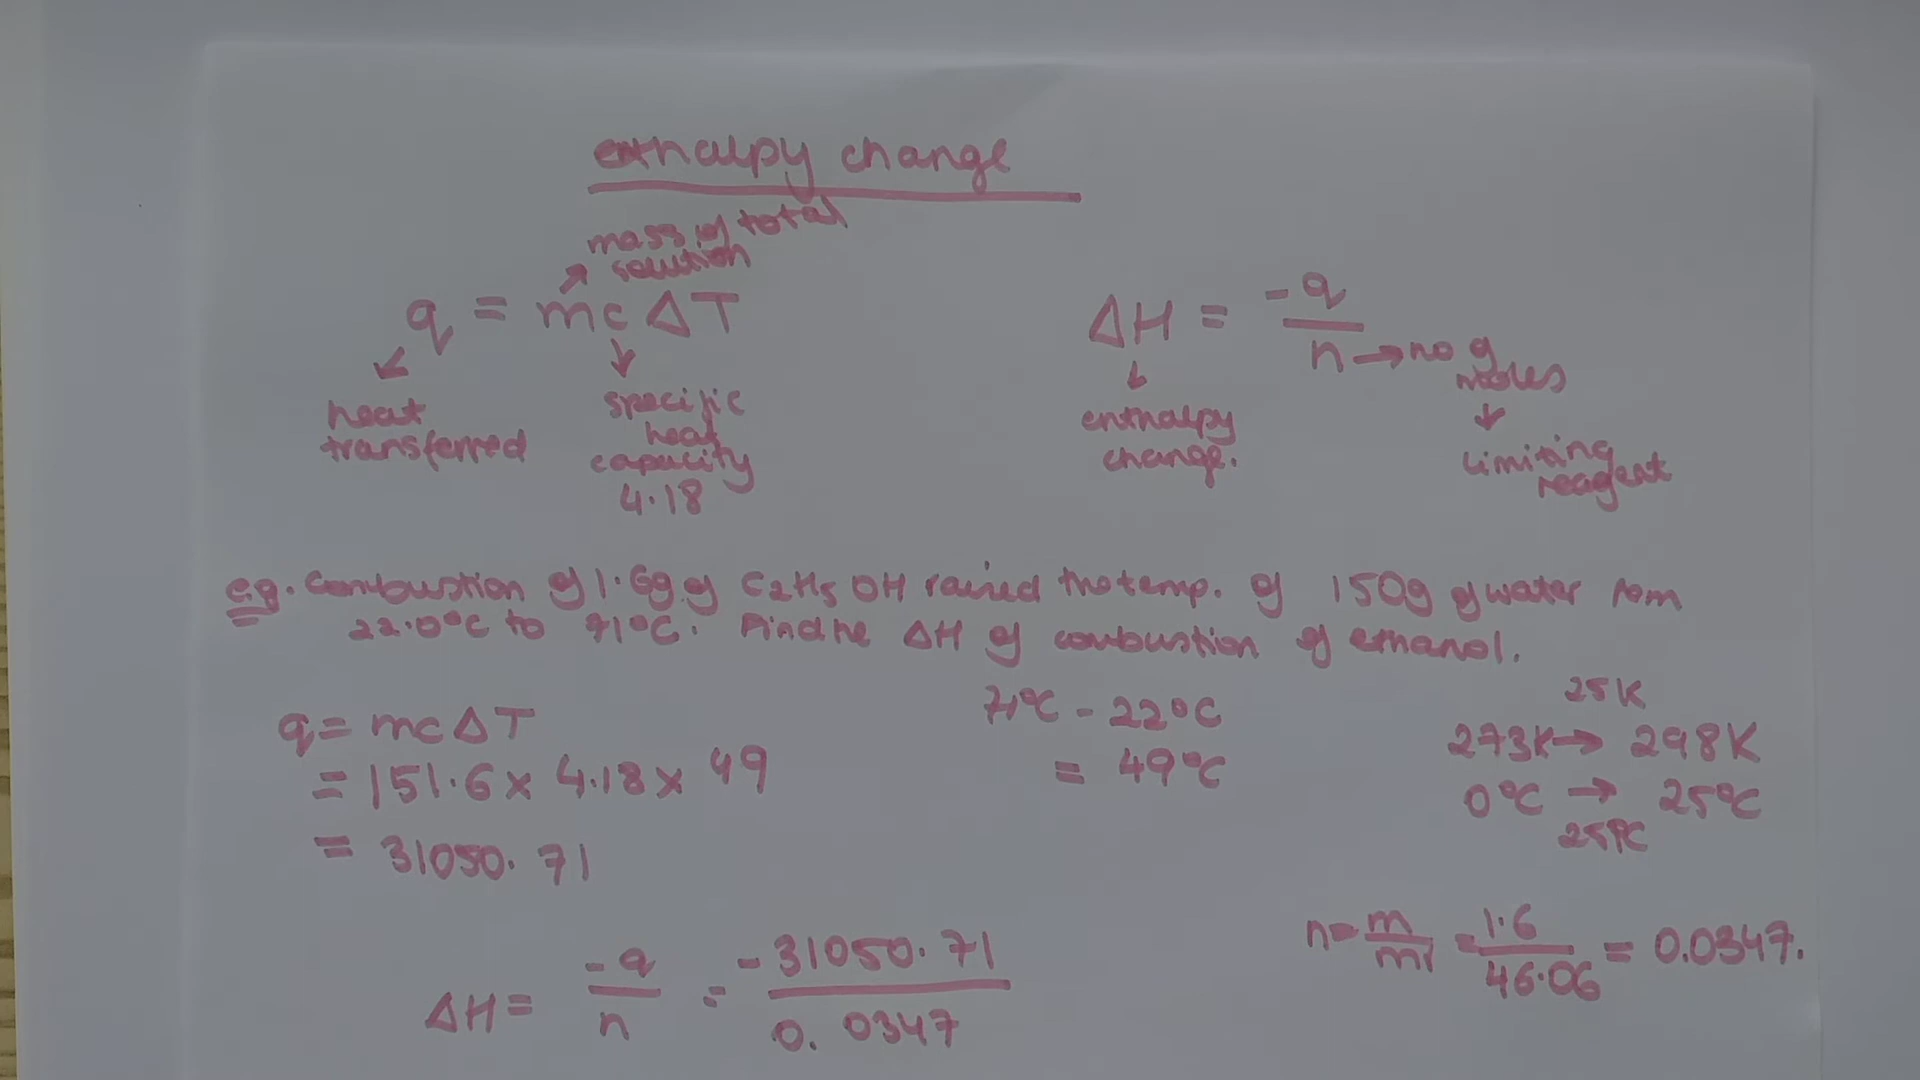 enthalpy change
mass of total
solution
q = mcΔT
heat
transferred
specific
heat
capacity
4.18
ΔH = -q/n → no of
moles
enthalpy
change.
limiting
reagent
e.g. Combustion of 1.6g of C2H5OH raised the temp. of 150g of water from
22.0°C to 71°C. Find the ΔH of combustion of ethanol.
q = mcΔT
= 151.6 x 4.18 x 49
= 31050.71
71°C - 22°C
= 49°C
25K
273K → 298K
0°C → 25°C
25°C
n = m/mr = 1.6/46.06 = 0.0347.
ΔH = -q/n = -31050.71/0.0347